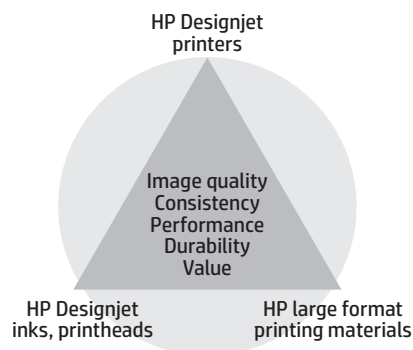 HP Designjet
printers
Image quality
Consistency
Performance
Durability
Value
HP Designjet
inks, printheads
HP large format
printing materials